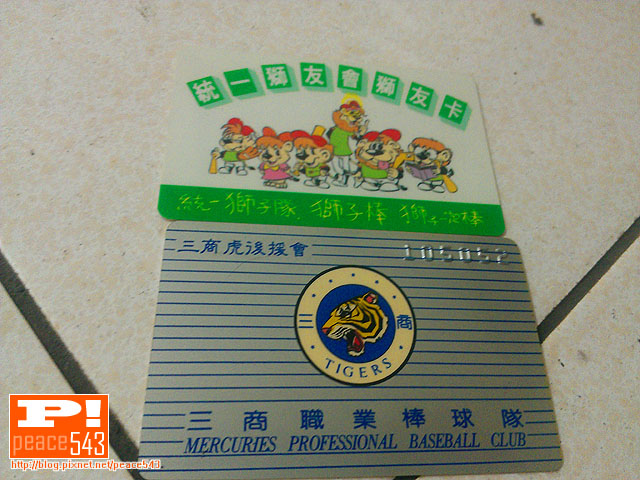 統一獅友會獅友卡
統一獅子隊、獅子棒 獅子次棒
三商虎後援會
105052
三 商
TIGERS
三商職業棒球隊
MERCURIES PROFESSIONAL BASEBALL CLUB
P!
peace543
http://blog.pixnet.net/peace543